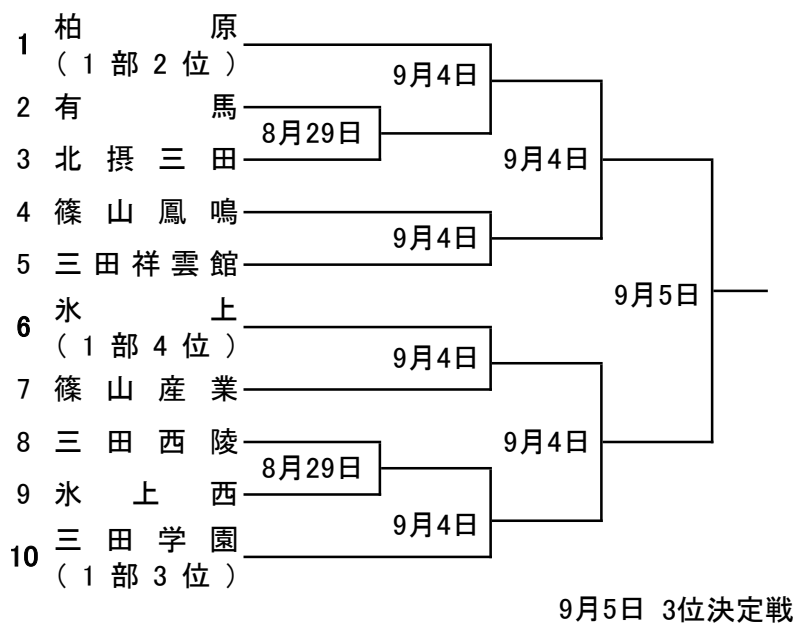 1 柏原
(1部2位)
9月4日
2 有馬
8月29日
3 北摂三田
9月4日
4 篠山鳳鳴
9月4日
5 三田祥雲館
9月5日
6 氷上
(1部4位)
9月4日
7 篠山産業
8 三田西陵
9月4日
8月29日
9 氷上西
9月4日
10 三田学園
(1部3位)
9月5日 3位決定戦